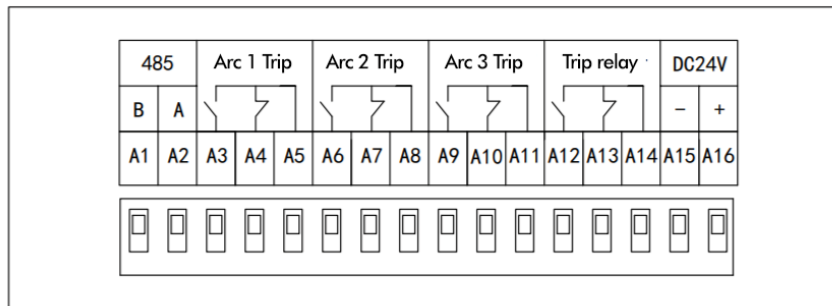 485 Arc 1 Trip Arc 2 Trip Arc 3 Trip Trip relay DC24V
B A − +
A1 A2 A3 A4 A5 A6 A7 A8 A9 A10 A11 A12 A13 A14 A15 A16